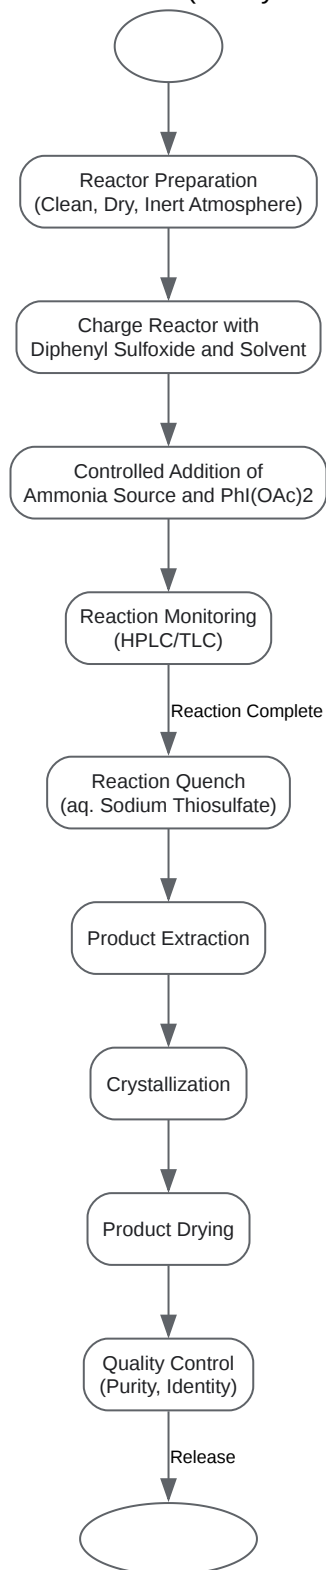 Reactor Preparation
(Clean, Dry, Inert Atmosphere)
Charge Reactor with
Diphenyl Sulfoxide and Solvent
Controlled Addition of
Ammonia Source and PhI(OAc)2
Reaction Monitoring
(HPLC/TLC)
Reaction Complete
Reaction Quench
(aq. Sodium Thiosulfate)
Product Extraction
Crystallization
Product Drying
Quality Control
(Purity, Identity)
Release